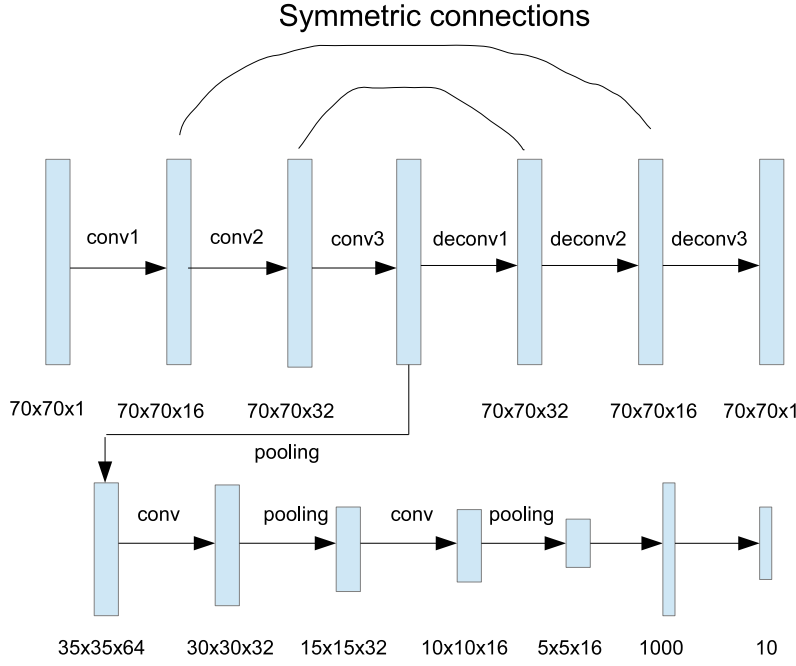 Symmetric connections
conv1 conv2 conv3 deconv1 deconv2 deconv3
70x70x1 70x70x16 70x70x32 70x70x32 70x70x16 70x70x1
pooling
conv pooling conv pooling
35x35x64 30x30x32 15x15x32 10x10x16 5x5x16 1000 10